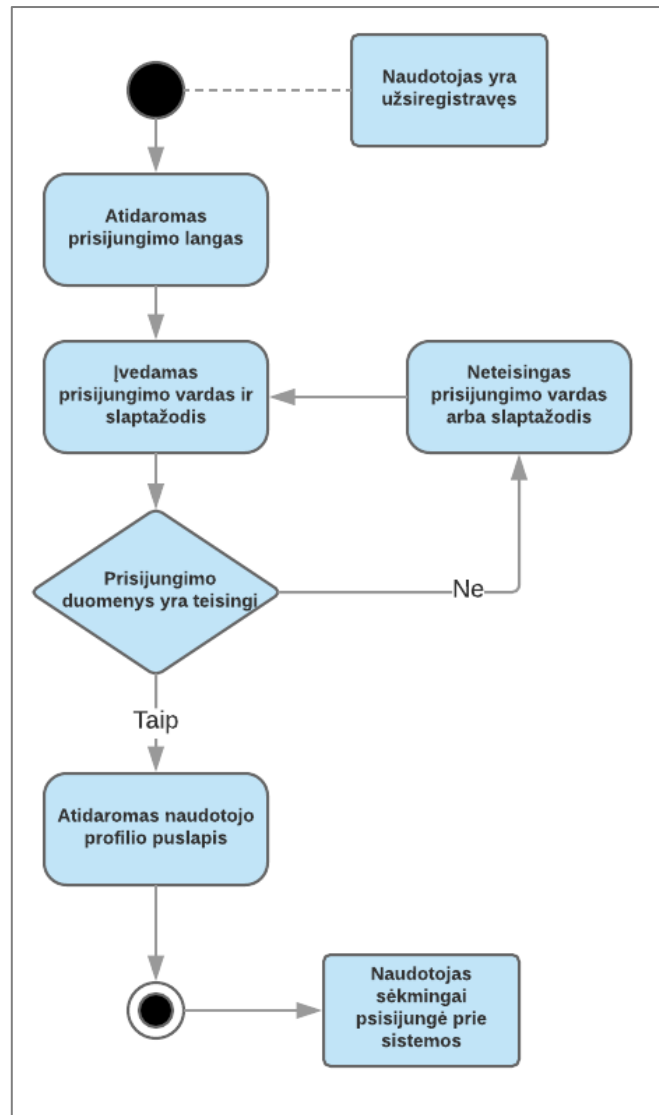 Naudotojas yra
užsiregistravęs
Atidaromas
prisijungimo langas
Įvedamas
prisijungimo vardas ir
slaptažodis
Neteisingas
prisijungimo vardas
arba slaptažodis
Prisijungimo
duomenys yra teisingi
Ne
Taip
Atidaromas naudotojo
profilio puslapis
Naudotojas
sėkmingai
psisijungė prie
sistemos